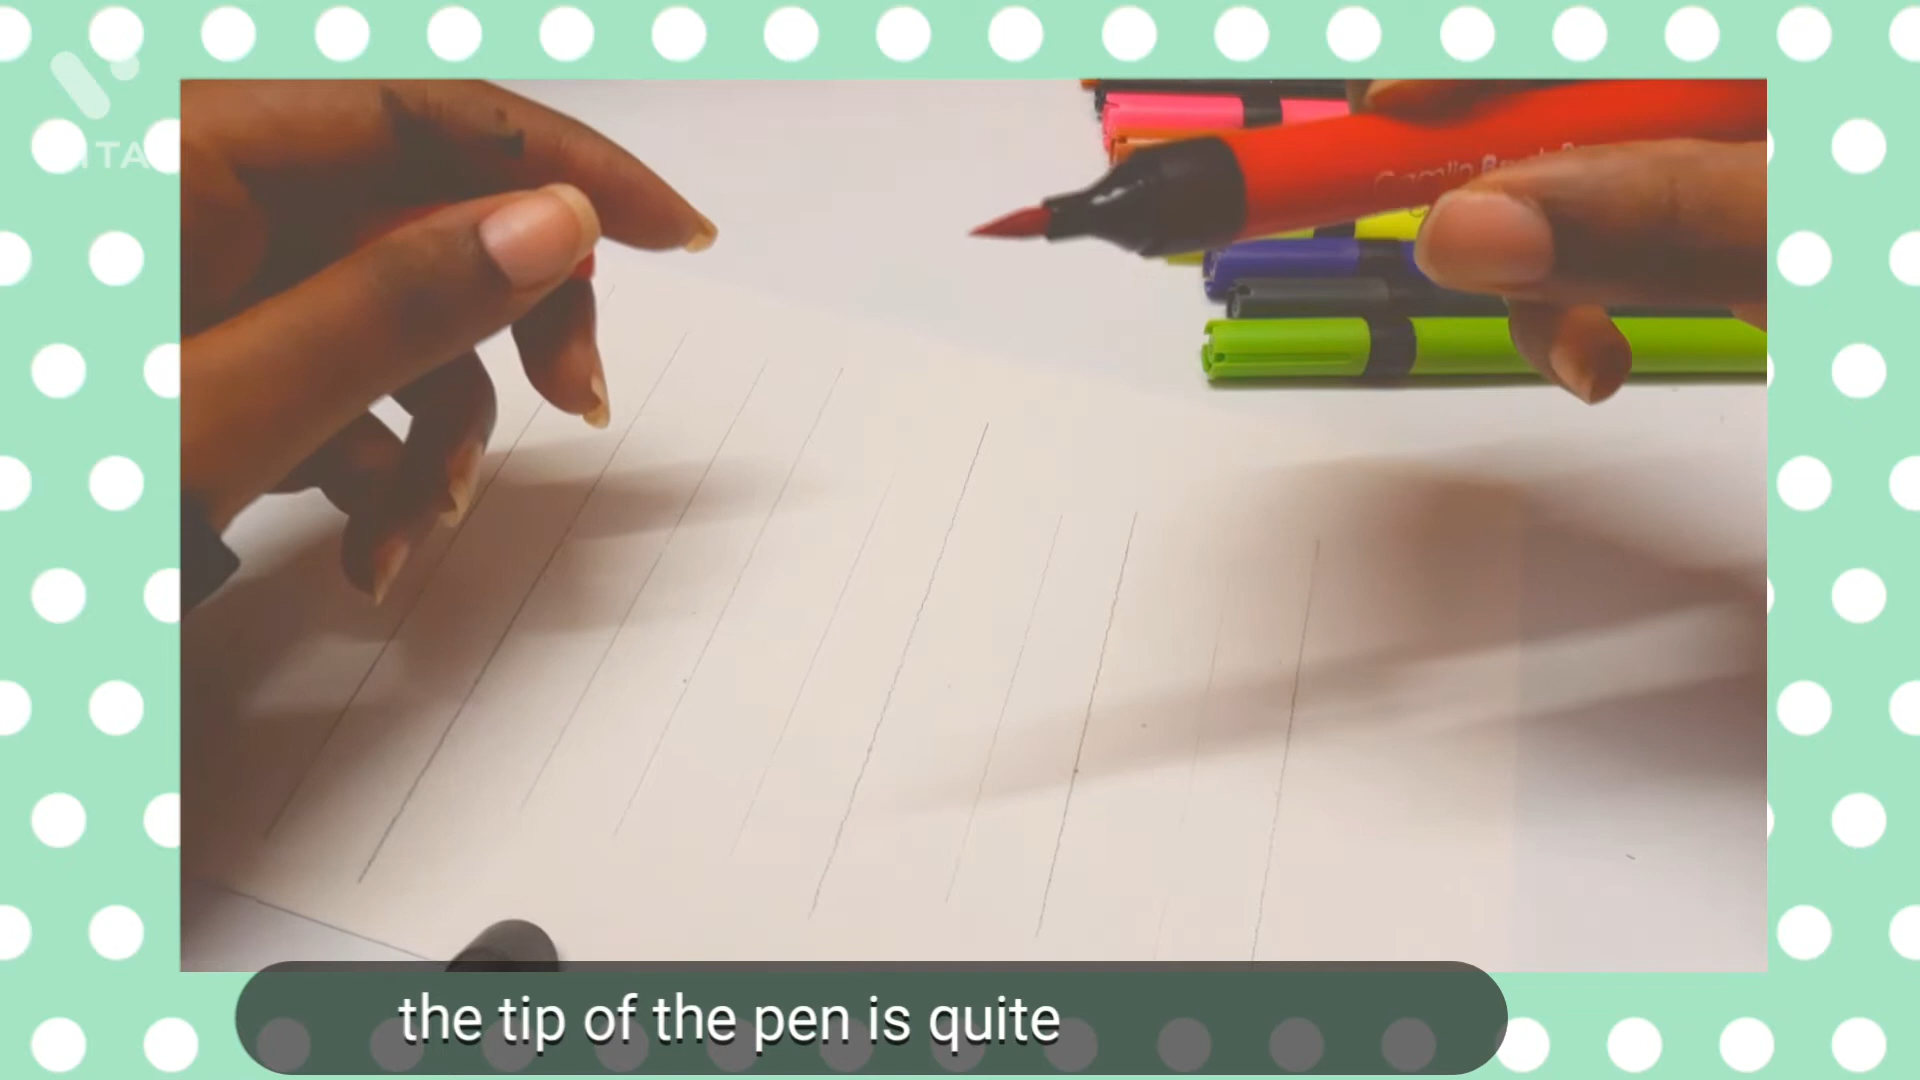 the tip of the pen is quite